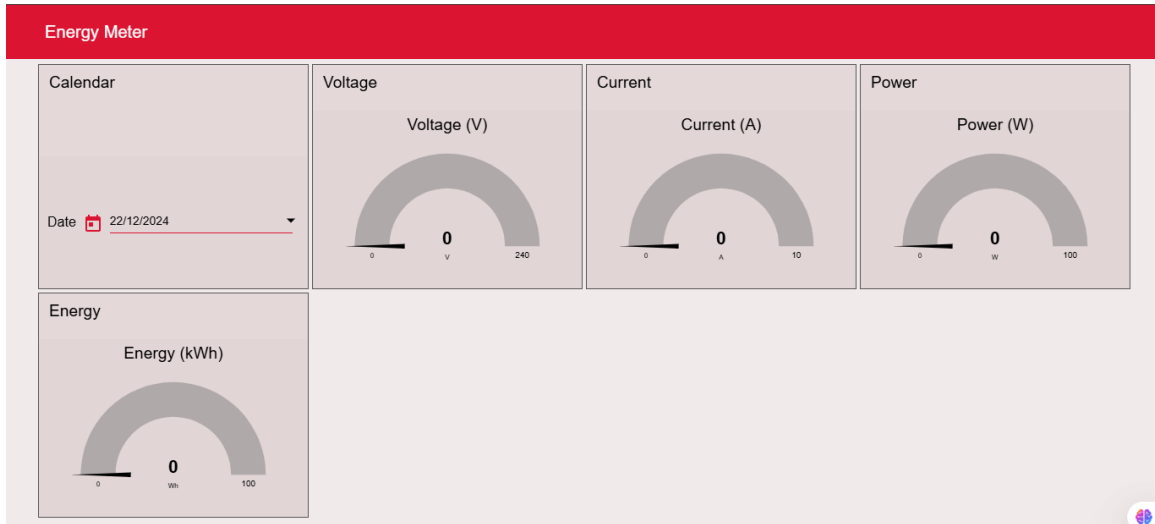 Energy Meter
Calendar
Date 22/12/2024
Voltage
Voltage (V)
0
V
0 240
Current
Current (A)
0
A
0 10
Power
Power (W)
0
W
0 100
Energy
Energy (kWh)
0
Wh
0 100